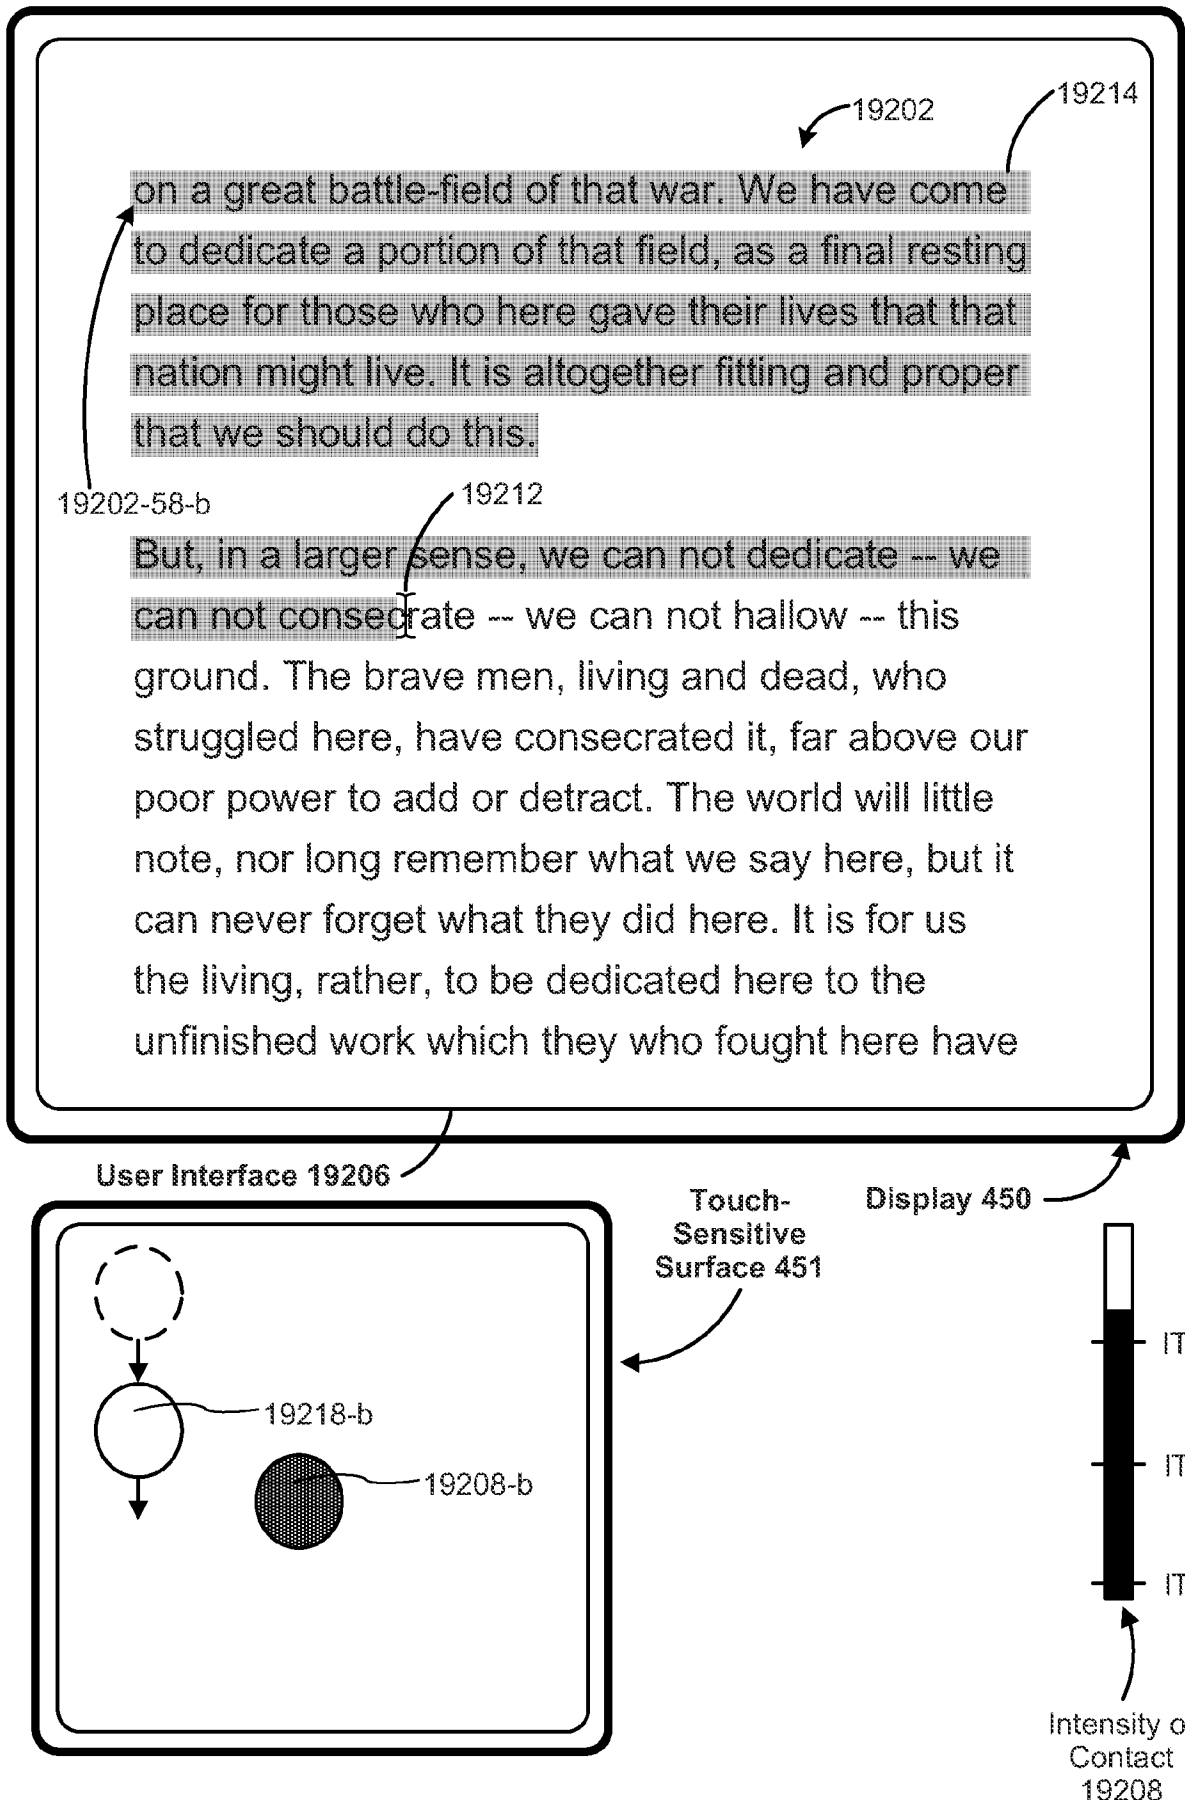 19202
19214
on a great battle-field of that war. We have come
to dedicate a portion of that field, as a final resting
place for those who here gave their lives that that
nation might live. It is altogether fitting and proper
that we should do this.
19202-58-b
19212
But, in a larger sense, we can not dedicate -- we
can not consecrate -- we can not hallow -- this
ground. The brave men, living and dead, who
struggled here, have consecrated it, far above our
poor power to add or detract. The world will little
note, nor long remember what we say here, but it
can never forget what they did here. It is for us
the living, rather, to be dedicated here to the
unfinished work which they who fought here have
User Interface 19206
Touch-
Sensitive
Surface 451
Display 450
19218-b
19208-b
IT
IT
IT
Intensity o
Contact
19208